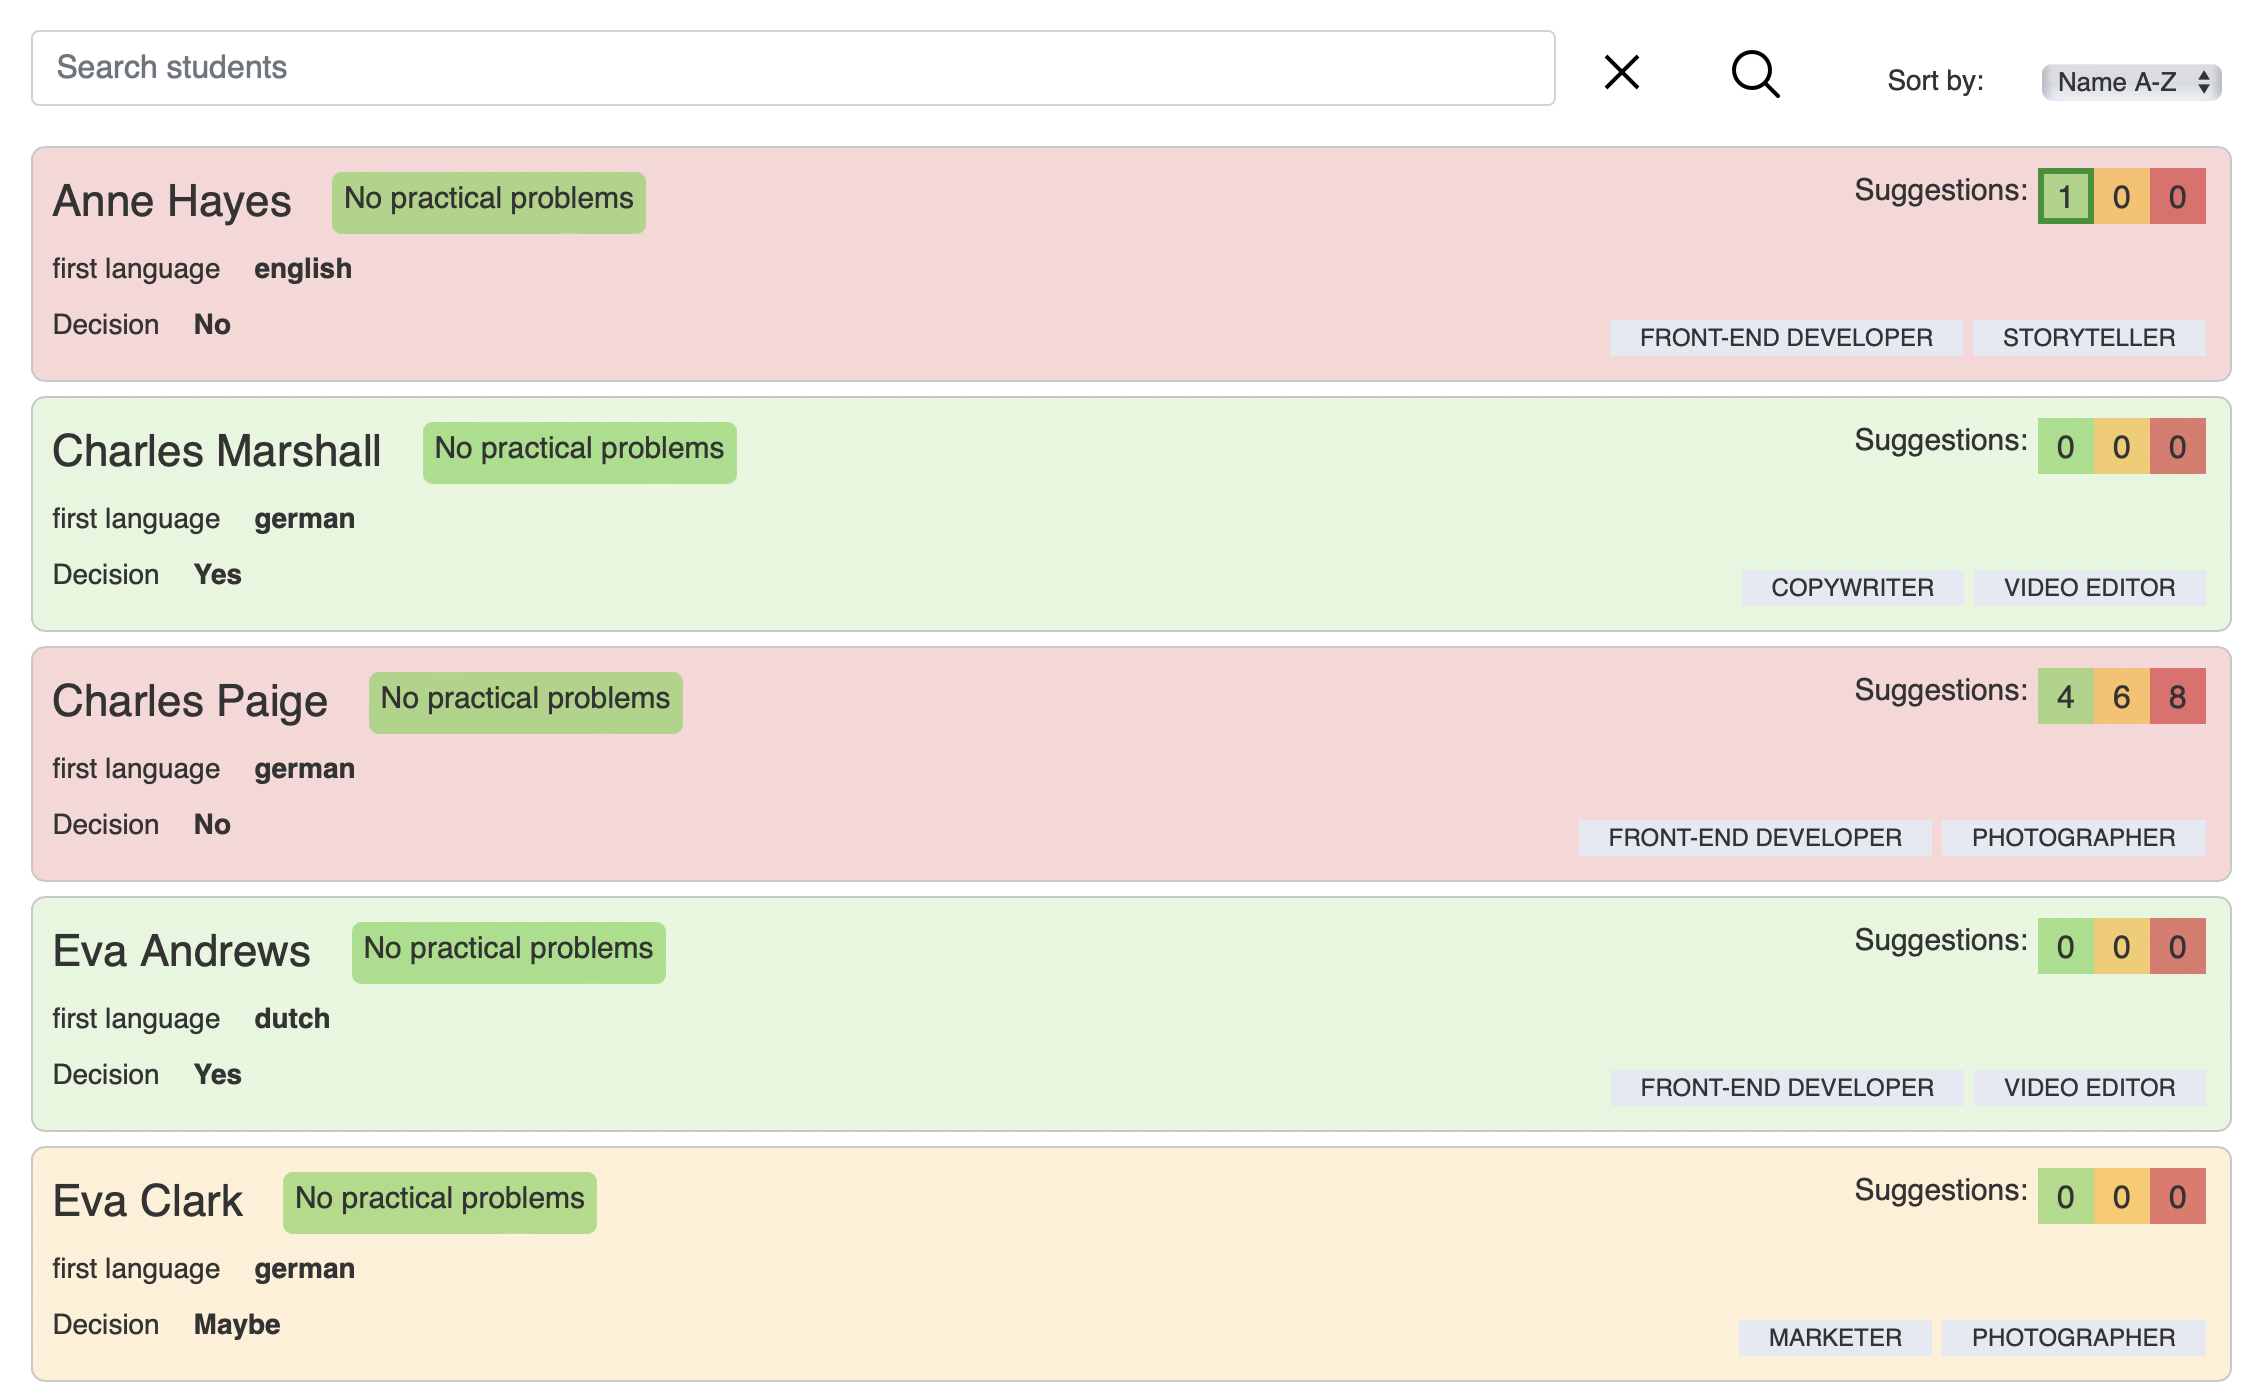 Search students
Sort by: Name A-Z
Anne Hayes No practical problems Suggestions: 1 0 0
first language english
Decision No
FRONT-END DEVELOPER STORYTELLER
Charles Marshall No practical problems Suggestions: 0 0 0
first language german
Decision Yes
COPYWRITER VIDEO EDITOR
Charles Paige No practical problems Suggestions: 4 6 8
first language german
Decision No
FRONT-END DEVELOPER PHOTOGRAPHER
Eva Andrews No practical problems Suggestions: 0 0 0
first language dutch
Decision Yes
FRONT-END DEVELOPER VIDEO EDITOR
Eva Clark No practical problems Suggestions: 0 0 0
first language german
Decision Maybe
MARKETER PHOTOGRAPHER